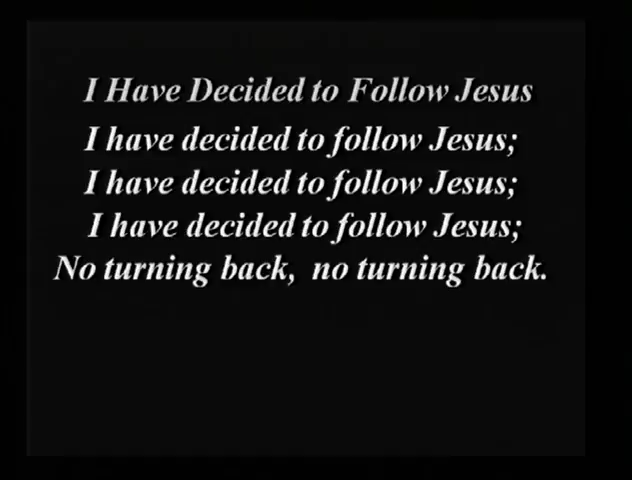 I Have Decided to Follow Jesus
I have decided to follow Jesus;
I have decided to follow Jesus;
I have decided to follow Jesus;
No turning back, no turning back.